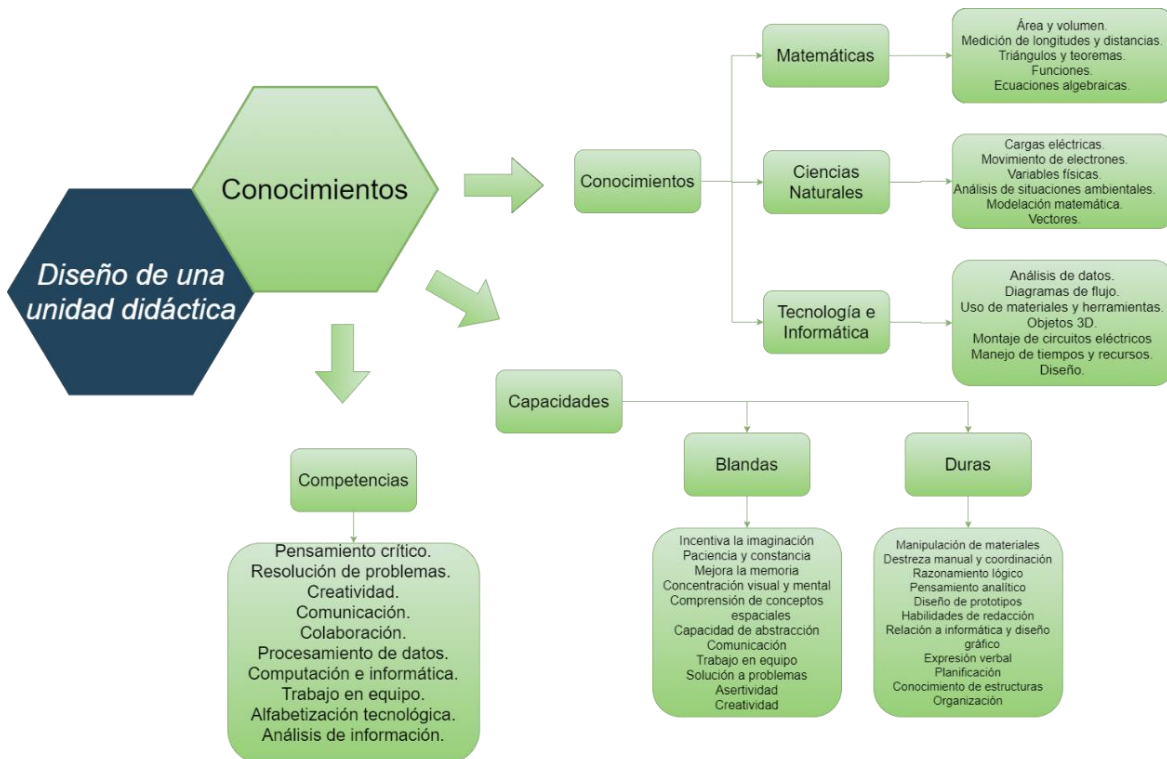 Diseño de una
unidad didáctica
Conocimientos
Conocimientos
Matemáticas
Área y volumen.
Medición de longitudes y distancias.
Triángulos y teoremas.
Funciones.
Ecuaciones algebraicas.
Ciencias
Naturales
Cargas eléctricas.
Movimiento de electrones.
Variables físicas.
Análisis de situaciones ambientales.
Modelación matemática.
Vectores.
Tecnología e
Informática
Análisis de datos.
Diagramas de flujo.
Uso de materiales y herramientas.
Objetos 3D.
Montaje de circuitos eléctricos
Manejo de tiempos y recursos.
Diseño.
Capacidades
Blandas
Incentiva la imaginación
Paciencia y constancia
Mejora la memoria
Concentración visual y mental
Comprensión de conceptos
espaciales
Capacidad de abstracción
Comunicación
Trabajo en equipo
Solución a problemas
Asertividad
Creatividad
Duras
Manipulación de materiales
Destreza manual y coordinación
Razonamiento lógico
Pensamiento analítico
Diseño de prototipos
Habilidades de redacción
Relación a informática y diseño
gráfico
Expresión verbal
Planificación
Conocimiento de estructuras
Organización
Competencias
Pensamiento crítico.
Resolución de problemas.
Creatividad.
Comunicación.
Colaboración.
Procesamiento de datos.
Computación e informática.
Trabajo en equipo.
Alfabetización tecnológica.
Análisis de información.